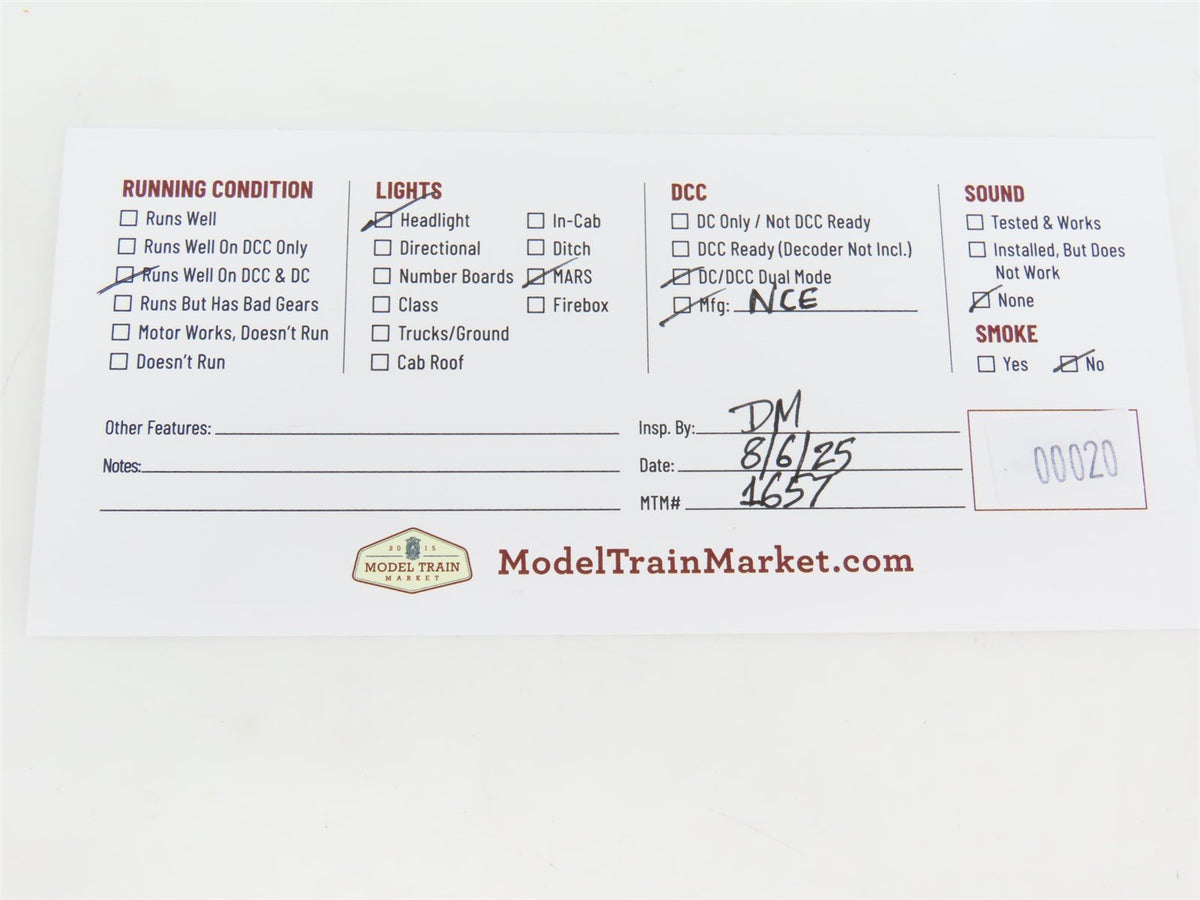 RUNNING CONDITION
☐ Runs Well
☐ Runs Well On DCC Only
☑ Runs Well On DCC & DC
☐ Runs But Has Bad Gears
☐ Motor Works, Doesn't Run
☐ Doesn't Run
LIGHTS
☑ Headlight ☐ In-Cab
☐ Directional ☐ Ditch
☐ Number Boards ☑ MARS
☐ Class ☐ Firebox
☐ Trucks/Ground
☐ Cab Roof
DCC
☐ DC Only / Not DCC Ready
☐ DCC Ready (Decoder Not Incl.)
☑ DC/DCC Dual Mode
☑ Mfg: NCE
SOUND
☐ Tested & Works
☐ Installed, But Does
Not Work
☑ None
SMOKE
☐ Yes ☑ No
Other Features:
Notes:
Insp. By: DM
Date: 8/6/25
MTM# 1657
00020
2015
MODEL TRAIN
MARKET
ModelTrainMarket.com